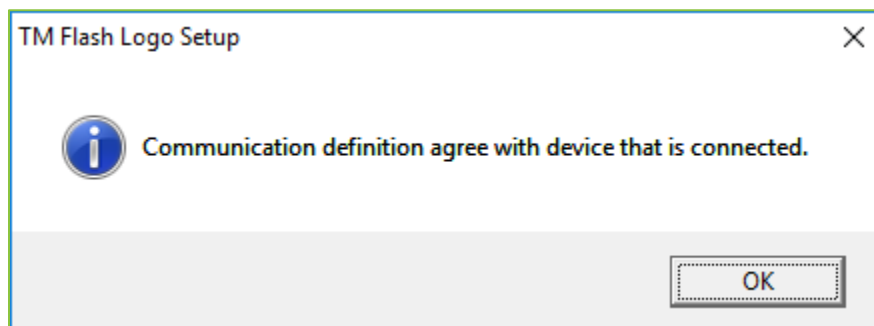 TM Flash Logo Setup
Communication definition agree with device that is connected.
OK